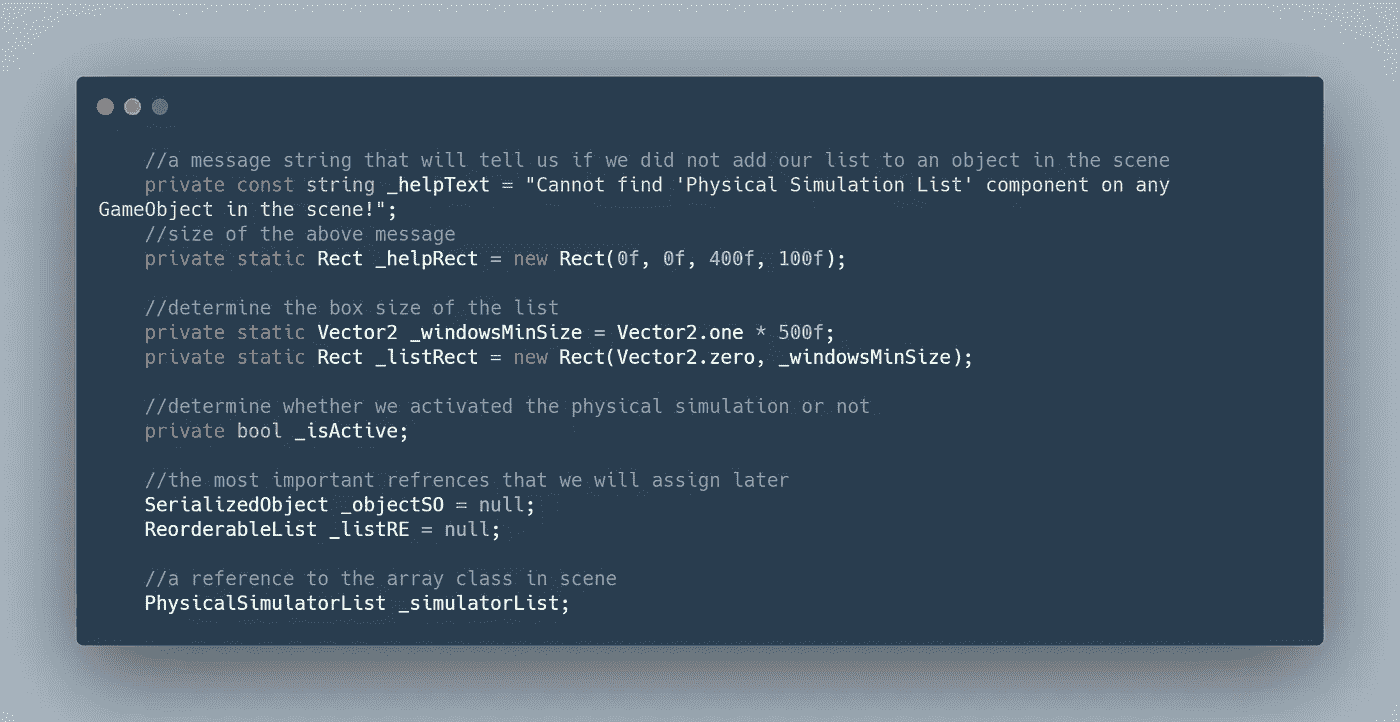 //a message string that will tell us if we did not add our list to an object in the scene
private const string _helpText = "Cannot find 'Physical Simulation List' component on any
GameObject in the scene!";
//size of the above message
private static Rect _helpRect = new Rect(0f, 0f, 400f, 100f);
//determine the box size of the list
private static Vector2 _windowsMinSize = Vector2.one * 500f;
private static Rect _listRect = new Rect(Vector2.zero, _windowsMinSize);
//determine whether we activated the physical simulation or not
private bool _isActive;
//the most important refrences that we will assign later
SerializedObject _objectSO = null;
ReorderableList _listRE = null;
//a reference to the array class in scene
PhysicalSimulatorList _simulatorList;